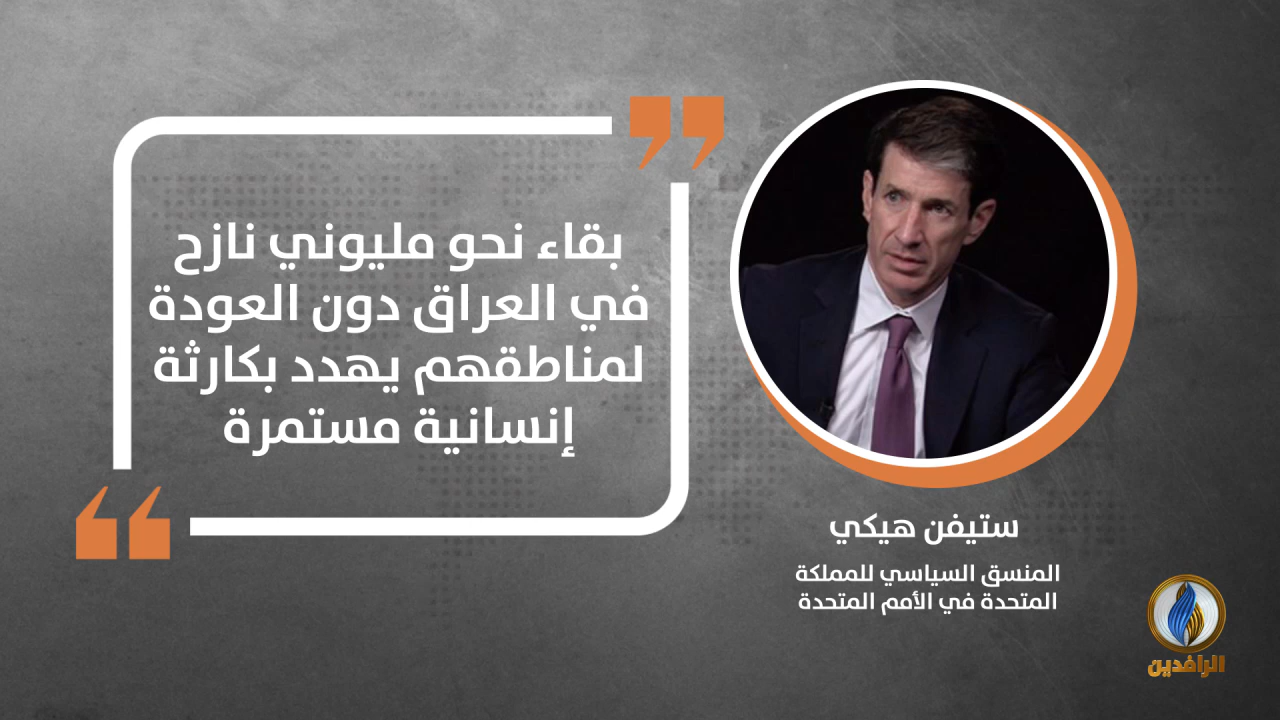 بقاء نحو مليوني نازح
في العراق دون العودة
لمناطقهم يهدد بكارثة
إنسانية مستمرة
ستيفن هيكي
المنسق السياسي للمملكة
المتحدة في الأمم المتحدة
الرافدين